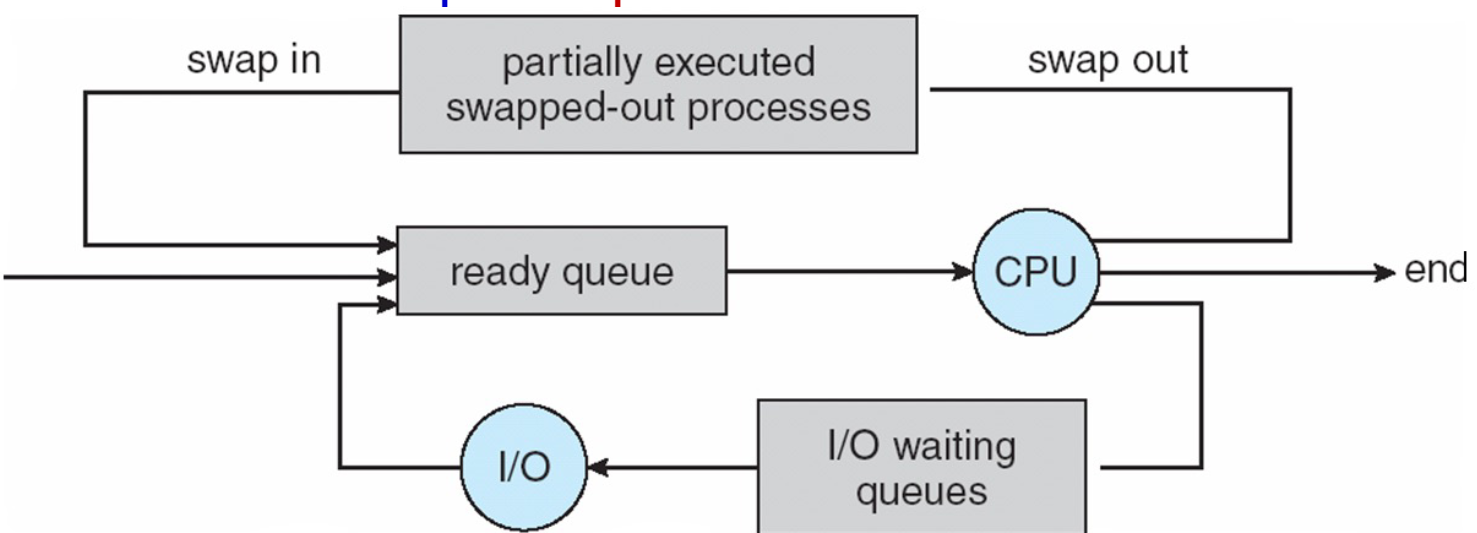 swap in
partially executed
swapped-out processes
swap out
ready queue
CPU
end
I/O
I/O waiting
queues